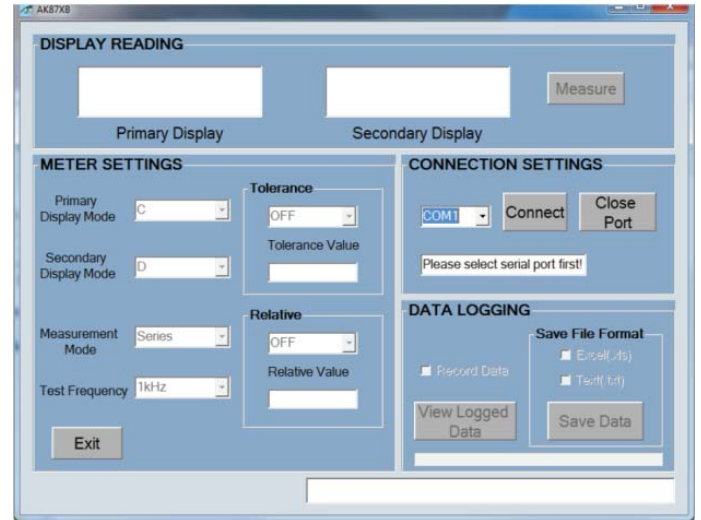 AK87XB
DISPLAY READING
Measure
Primary Display
Secondary Display
METER SETTINGS
Primary
Display Mode
C
Secondary
Display Mode
D
Measurement
Mode
Series
Test Frequency
1kHz
Exit
Tolerance
OFF
Tolerance Value
Relative
OFF
Relative Value
CONNECTION SETTINGS
COM1
Connect
Close
Port
Please select serial port first!
DATA LOGGING
Record Data
Save File Format
Excel(.xls)
Text(.txt)
View Logged
Data
Save Data